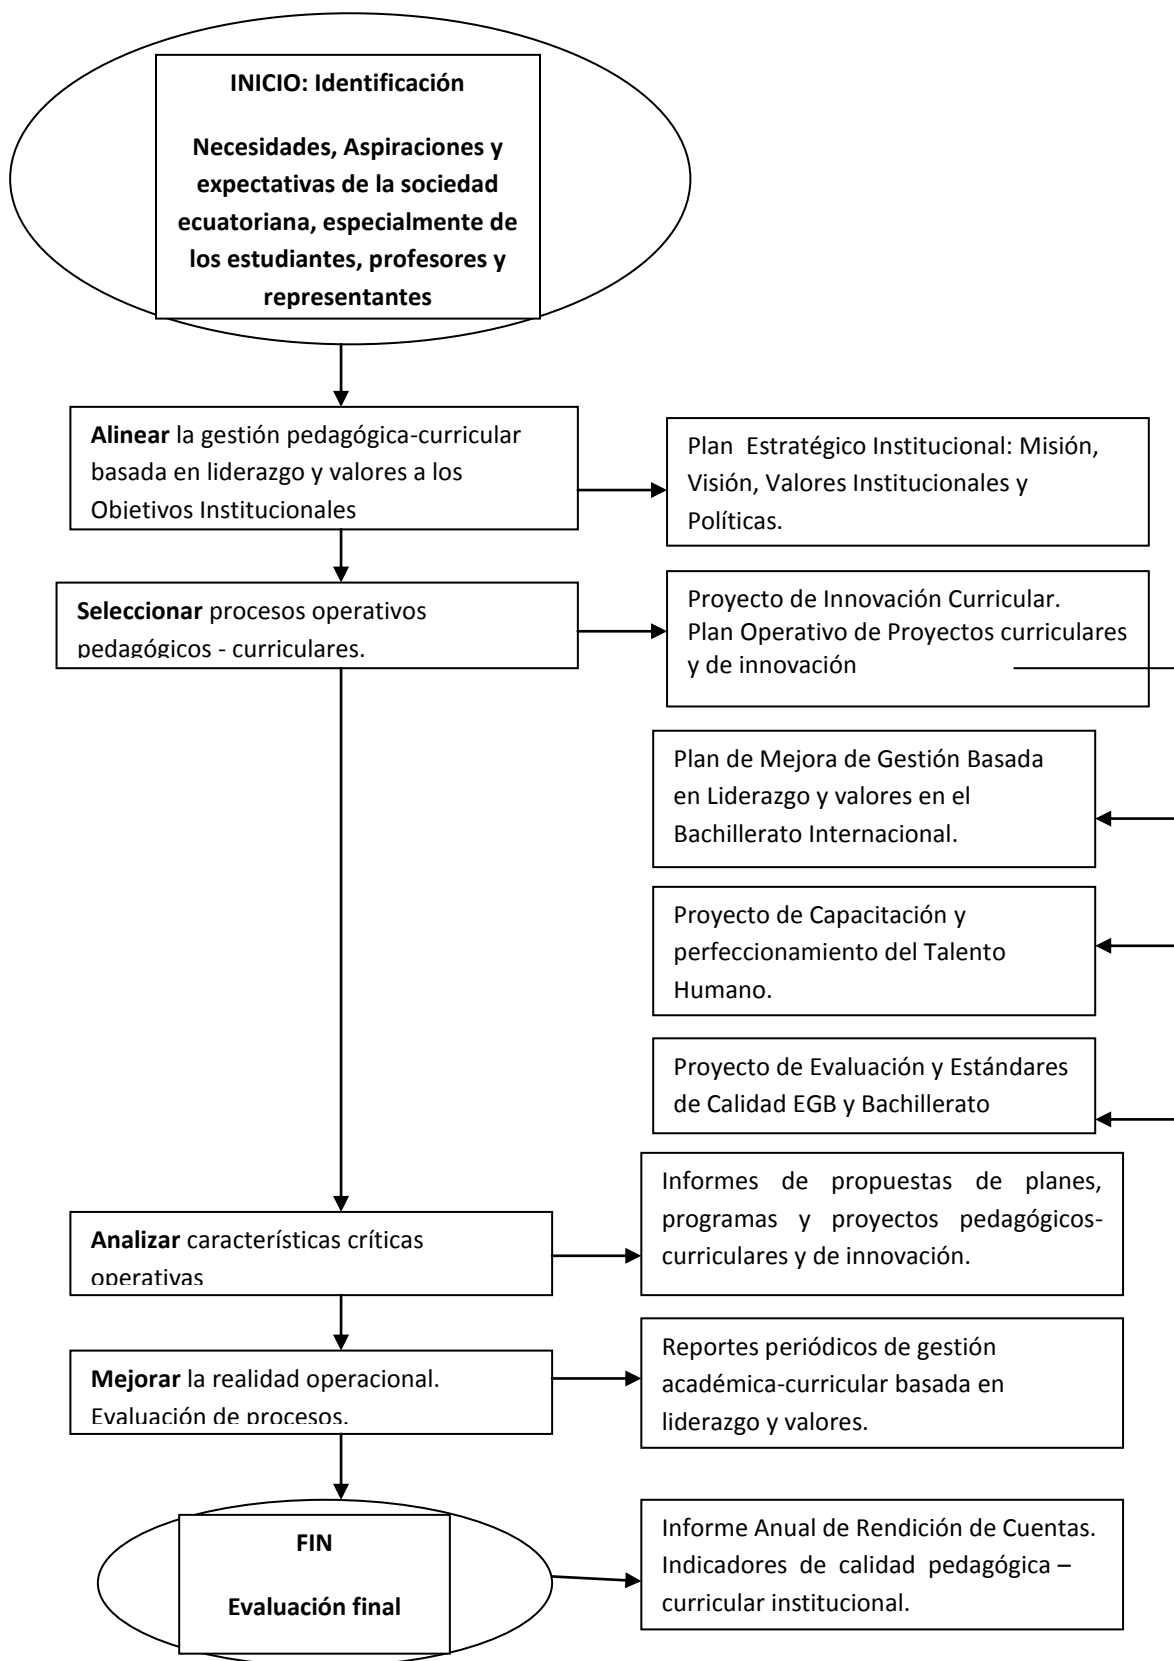 INICIO: Identificación
Necesidades, Aspiraciones y
expectativas de la sociedad
ecuatoriana, especialmente de
los estudiantes, profesores y
representantes
Alinear la gestión pedagógica-curricular
basada en liderazgo y valores a los
Objetivos Institucionales
Plan Estratégico Institucional: Misión,
Visión, Valores Institucionales y
Políticas.
Seleccionar procesos operativos
pedagógicos - curriculares.
Proyecto de Innovación Curricular.
Plan Operativo de Proyectos curriculares
y de innovación
Plan de Mejora de Gestión Basada
en Liderazgo y valores en el
Bachillerato Internacional.
Proyecto de Capacitación y
perfeccionamiento del Talento
Humano.
Proyecto de Evaluación y Estándares
de Calidad EGB y Bachillerato
Analizar características críticas
operativas
Informes de propuestas de planes,
programas y proyectos pedagógicos-
curriculares y de innovación.
Mejorar la realidad operacional.
Evaluación de procesos.
Reportes periódicos de gestión
académica-curricular basada en
liderazgo y valores.
FIN
Evaluación final
Informe Anual de Rendición de Cuentas.
Indicadores de calidad pedagógica –
curricular institucional.